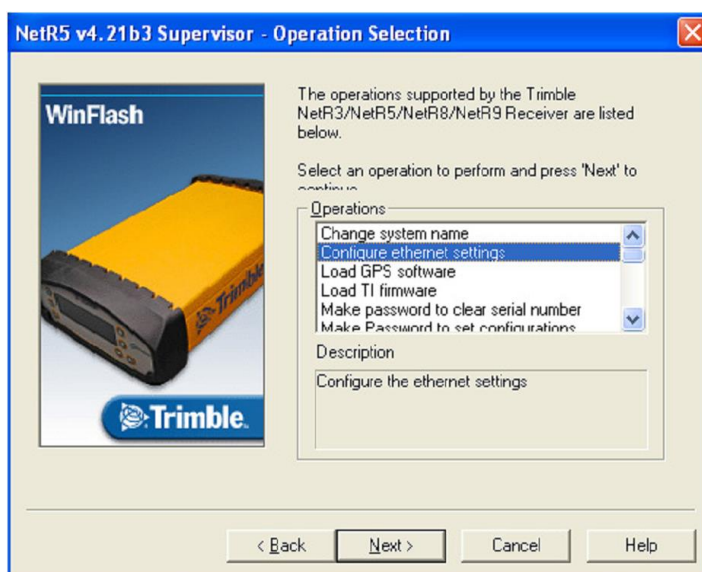 NetR5 v4.21b3 Supervisor - Operation Selection
WinFlash
Trimble
Trimble.
The operations supported by the Trimble
NetR3/NetR5/NetR8/NetR9 Receiver are listed
below.
Select an operation to perform and press 'Next' to
continue
Operations
Change system name
Configure ethernet settings
Load GPS software
Load TI firmware
Make password to clear serial number
Make Password to set configurations
Description
Configure the ethernet settings
< Back
Next >
Cancel
Help